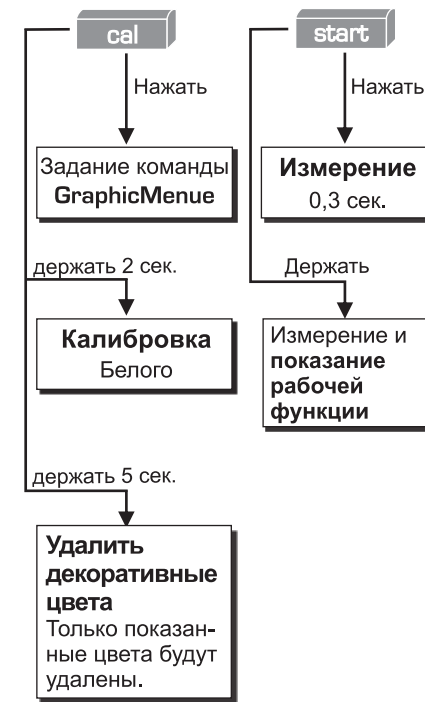 cal
Нажать
Задание команды
GraphicMenue
держать 2 сек.
Калибровка
Белого
держать 5 сек.
Удалить
декоративные
цвета
Только показан-
ные цвета будут
удалены.
start
Нажать
Измерение
0,3 сек.
Держать
Измерение и
показание
рабочей
функции